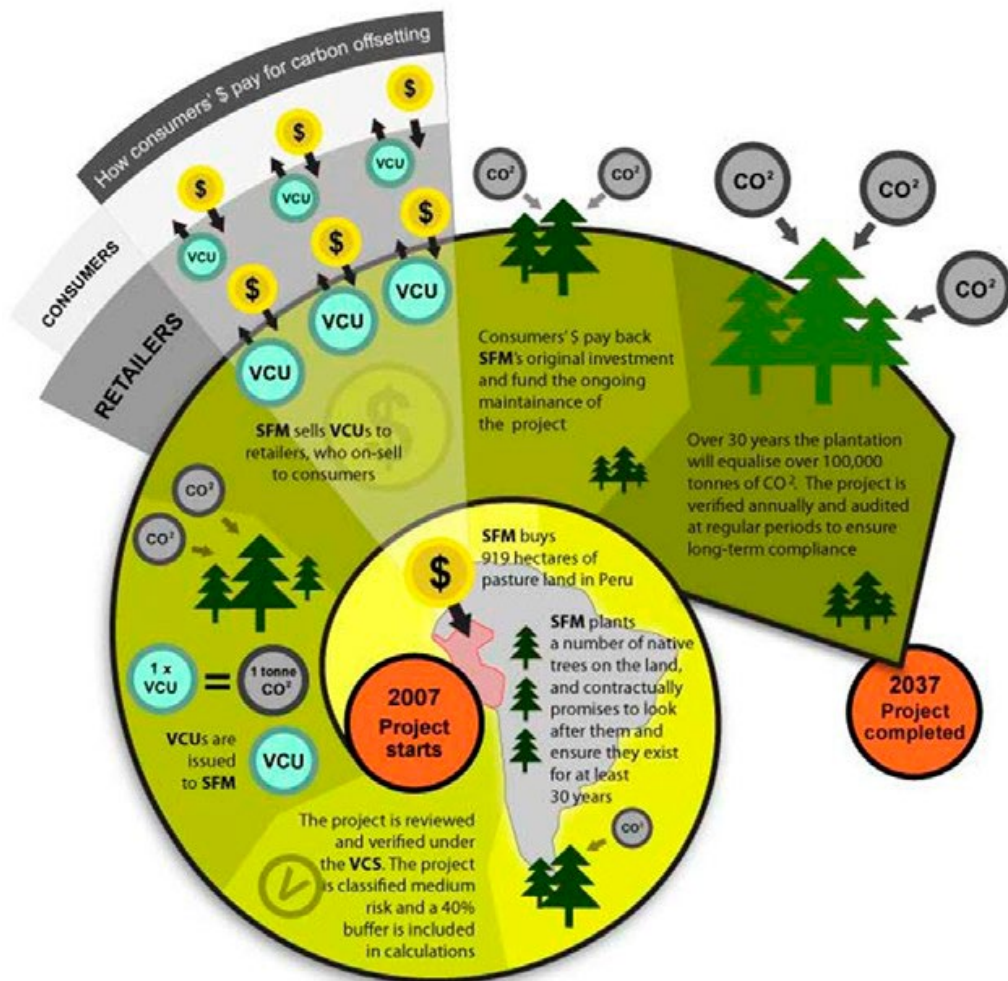 How consumers' $ pay for carbon offsetting
CONSUMERS
RETAILERS
$
$
$
VCU
VCU
VCU
$
$
$
VCU
VCU
VCU
$
SFM sells VCUs to
retailers, who on-sell
to consumers
CO²
CO²
Consumers' $ pay back
SFM's original investment
and fund the ongoing
maintainance of
the project
CO²
CO²
CO²
Over 30 years the plantation
will equalise over 100,000
tonnes of CO². The project is
verified annually and audited
at regular periods to ensure
long-term compliance
CO²
CO²
1 x
VCU
=
1 tonne
CO²
VCUs are
issued
to SFM
VCU
The project is reviewed
and verified under
the VCS. The project
is classified medium
risk and a 40%
buffer is included
in calculations
$
SFM buys
919 hectares of
pasture land in Peru
SFM plants
a number of native
trees on the land,
and contractually
promises to look
after them and
ensure they exist
for at least
30 years
CO²
2007
Project
starts
2037
Project
completed